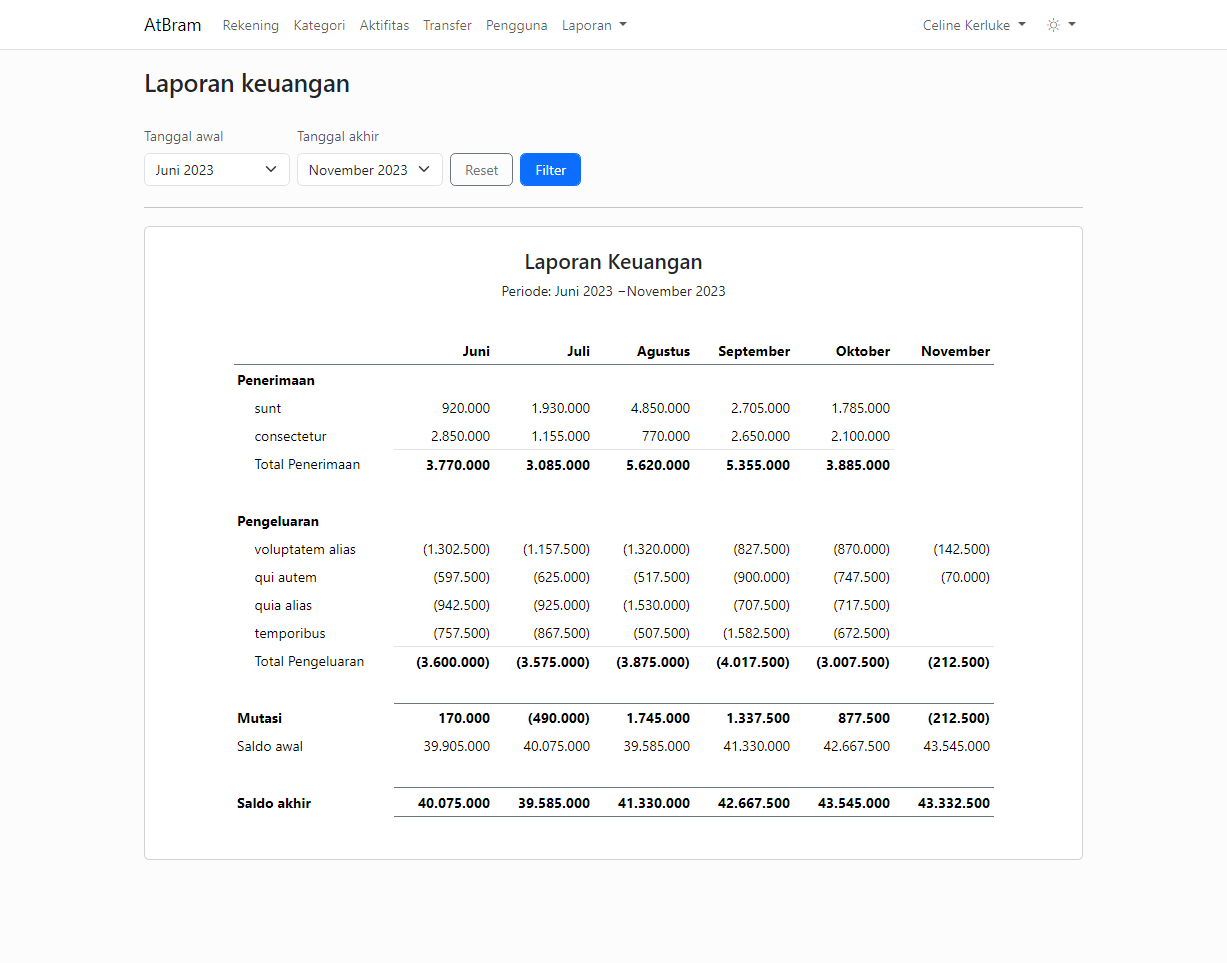 AtBram Rekening Kategori Aktifitas Transfer Pengguna Laporan Celine Kerluke
Laporan keuangan
Tanggal awal Tanggal akhir
Juni 2023 November 2023 Reset Filter
Laporan Keuangan
Periode: Juni 2023 –November 2023
Juni Juli Agustus September Oktober November
Penerimaan
sunt 920.000 1.930.000 4.850.000 2.705.000 1.785.000
consectetur 2.850.000 1.155.000 770.000 2.650.000 2.100.000
Total Penerimaan 3.770.000 3.085.000 5.620.000 5.355.000 3.885.000
Pengeluaran
voluptatem alias (1.302.500) (1.157.500) (1.320.000) (827.500) (870.000) (142.500)
qui autem (597.500) (625.000) (517.500) (900.000) (747.500) (70.000)
quia alias (942.500) (925.000) (1.530.000) (707.500) (717.500)
temporibus (757.500) (867.500) (507.500) (1.582.500) (672.500)
Total Pengeluaran (3.600.000) (3.575.000) (3.875.000) (4.017.500) (3.007.500) (212.500)
Mutasi 170.000 (490.000) 1.745.000 1.337.500 877.500 (212.500)
Saldo awal 39.905.000 40.075.000 39.585.000 41.330.000 42.667.500 43.545.000
Saldo akhir 40.075.000 39.585.000 41.330.000 42.667.500 43.545.000 43.332.500